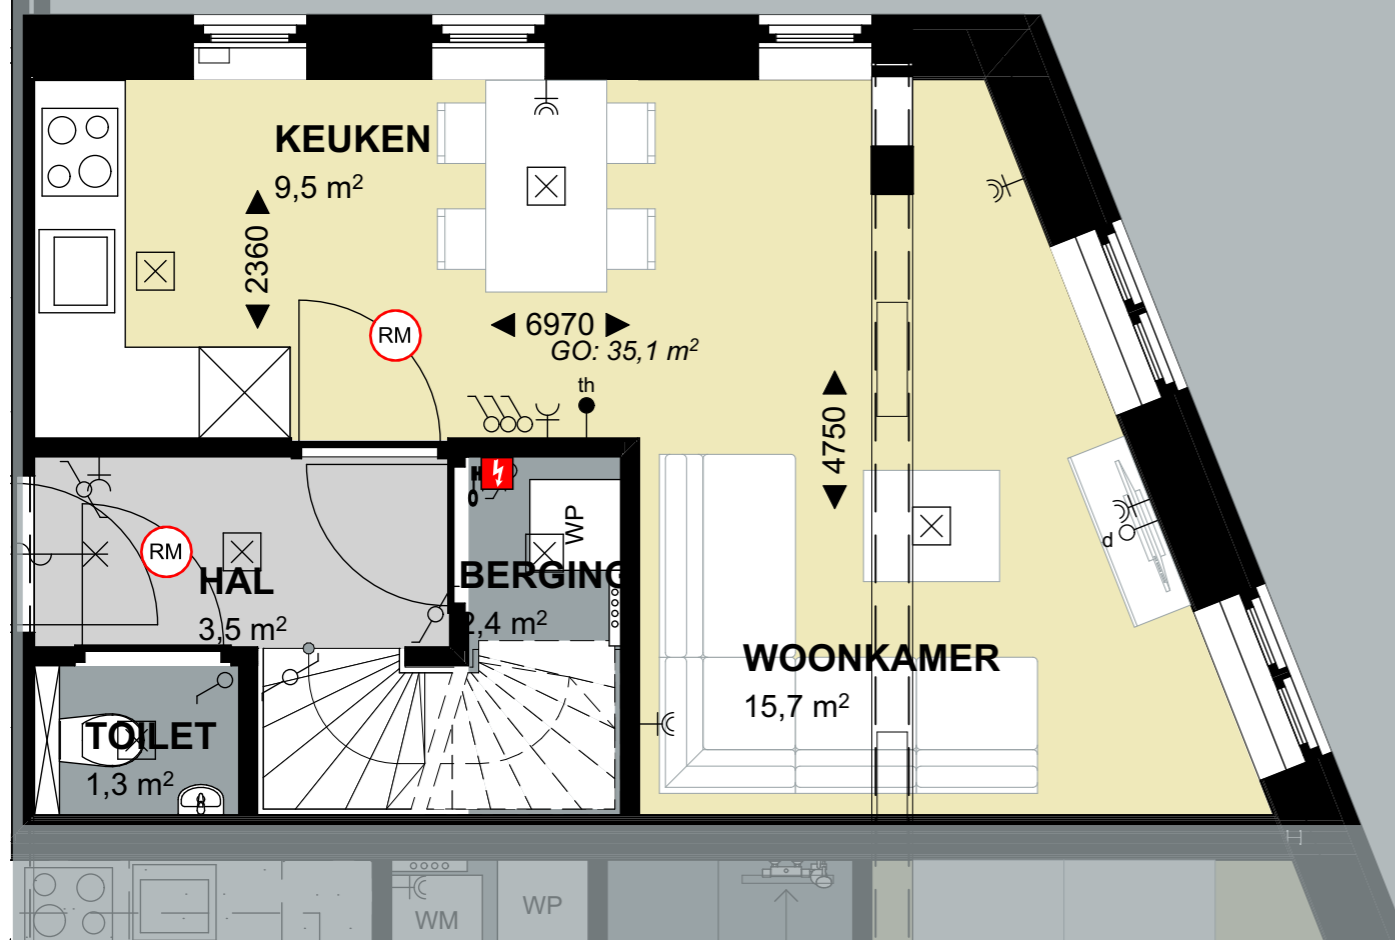 KEUKEN
9,5 m²
2360
RM
6970
GO: 35,1 m²
th
4750
WP
RM
HAL
3,5 m²
BERGING
2,4 m²
d
WOONKAMER
15,7 m²
TOILET
1,3 m²
WM
WP